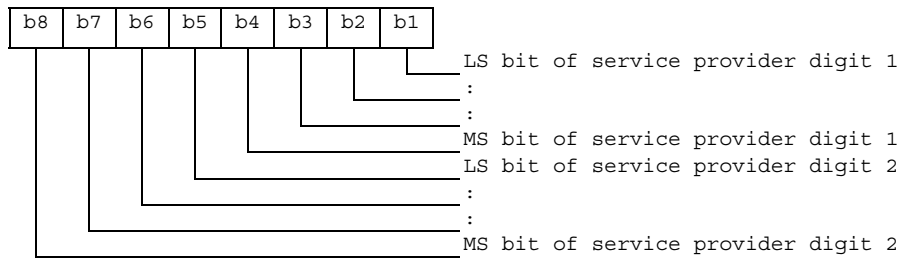 b8 b7 b6 b5 b4 b3 b2 b1
LS bit of service provider digit 1
:
:
MS bit of service provider digit 1
LS bit of service provider digit 2
:
:
MS bit of service provider digit 2